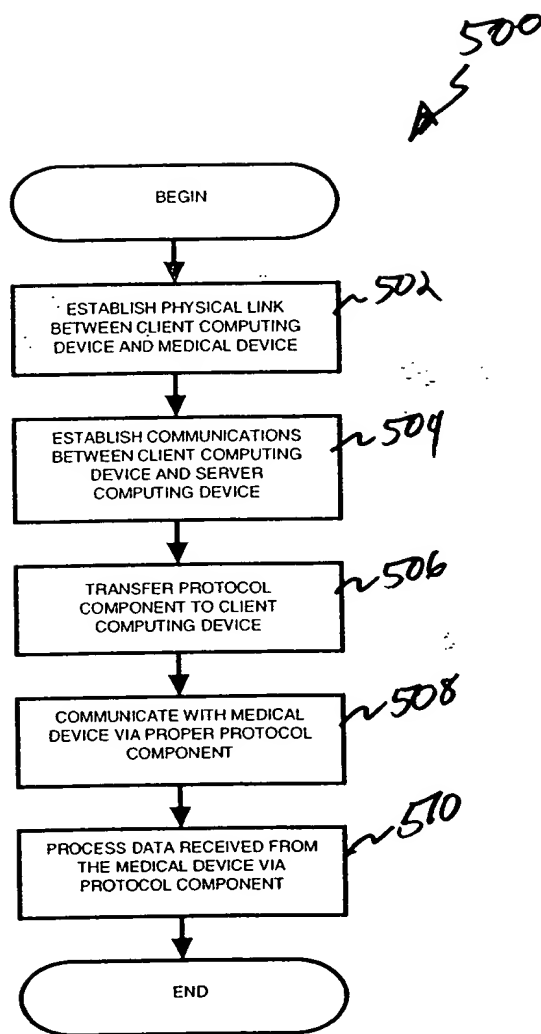 500
BEGIN
ESTABLISH PHYSICAL LINK
BETWEEN CLIENT COMPUTING
DEVICE AND MEDICAL DEVICE
502
ESTABLISH COMMUNICATIONS
BETWEEN CLIENT COMPUTING
DEVICE AND SERVER
COMPUTING DEVICE
504
TRANSFER PROTOCOL
COMPONENT TO CLIENT
COMPUTING DEVICE
506
COMMUNICATE WITH MEDICAL
DEVICE VIA PROPER PROTOCOL
COMPONENT
508
PROCESS DATA RECEIVED FROM
THE MEDICAL DEVICE VIA
PROTOCOL COMPONENT
510
END